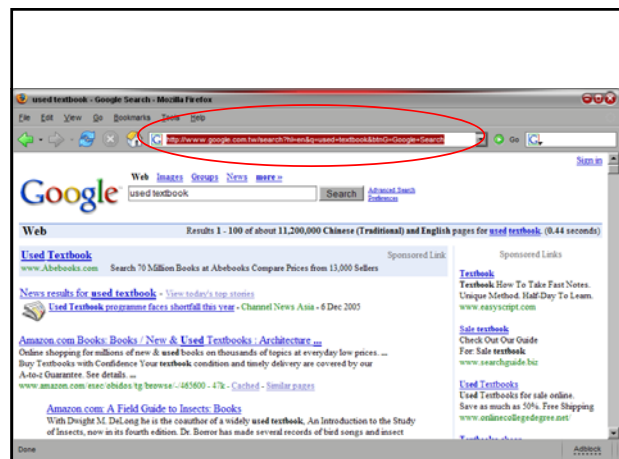 used textbook - Google Search - Mozilla Firefox
File Edit View Go Bookmarks Tools Help
http://www.google.com.tw/search?hl=en&q=used+textbook&btnG=Google+Search
Go
Sign in
Google
Web Images Groups News more »
used textbook Search Advanced Search
Preferences
Web Results 1 - 100 of about 11,200,000 Chinese (Traditional) and English pages for used textbook. (0.44 seconds)
Used Textbook Sponsored Link
www.Abebooks.com Search 70 Million Books at Abebooks Compare Prices from 13,000 Sellers
News results for used textbook - View today's top stories
Used Textbook programme faces shortfall this year - Channel News Asia - 6 Dec 2005
Amazon.com Books: Books / New & Used Textbooks : Architecture ...
Online shopping for millions of new & used books on thousands of topics at everyday low prices. ...
Buy Textbooks with Confidence Your textbook condition and timely delivery are covered by our
A-to-z Guarantee. See details. ...
www.amazon.com/exec/obidos/tg/browse/-/465600 - 47k - Cached - Similar pages
Amazon.com: A Field Guide to Insects: Books
With Dwight M. DeLong he is the coauthor of a widely used textbook, An Introduction to the Study
of Insects, now in its fourth edition. Dr. Borror has made several records of bird songs and insect
Sponsored Links
Textbook
Textbook How To Take Fast Notes.
Unique Method. Half-Day To Learn.
www.easyscript.com
Sale textbook
Check Out Our Guide
For: Sale textbook
www.searchguide.biz
Used Textbooks
Used Textbooks for sale online.
Save as much as 50%. Free Shipping
www.onlinecollegedegree.net/
Done Adblock